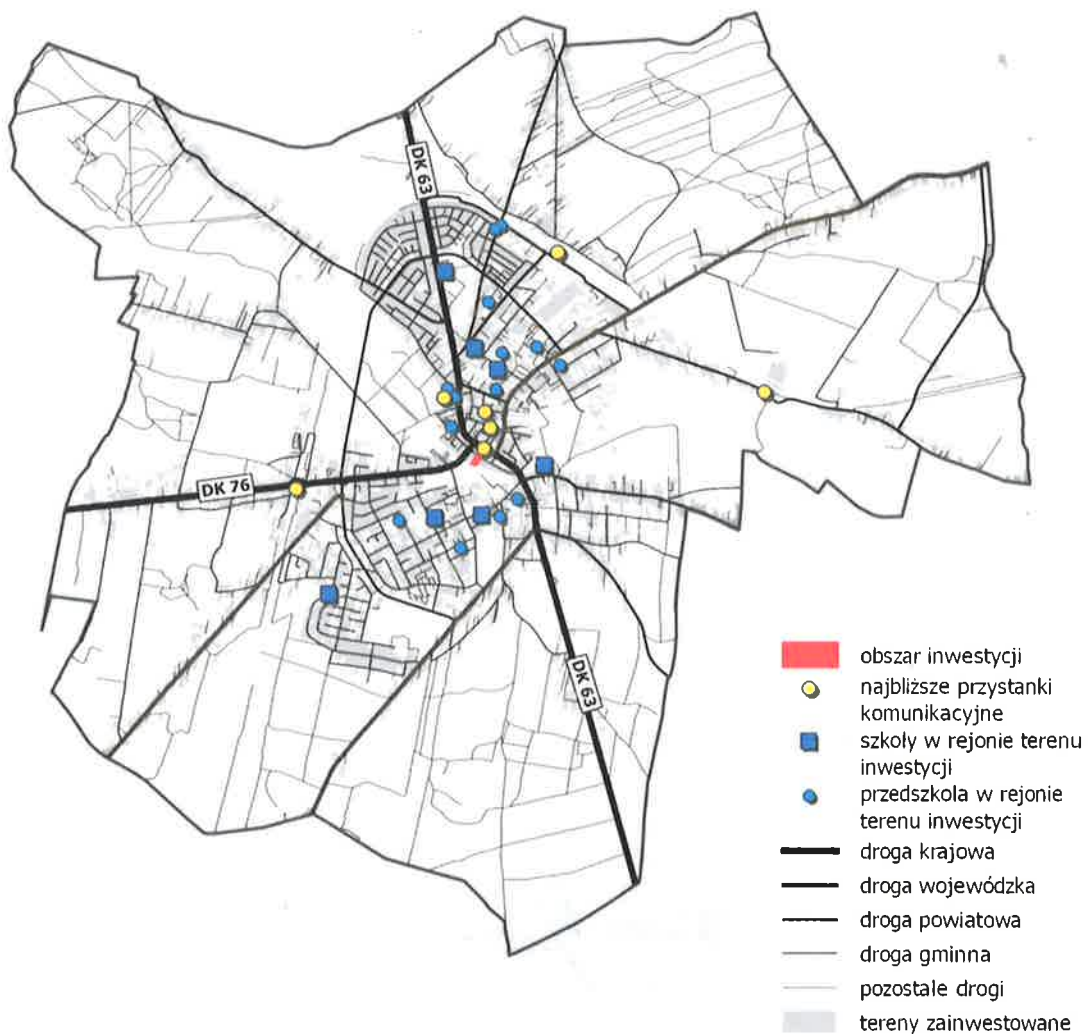 DK 63
DK 76
DK 63
obszar inwestycji
najbliższe przystanki
komunikacyjne
szkoły w rejonie terenu
inwestycji
przedszkola w rejonie
terenu inwestycji
droga krajowa
droga wojewódzka
droga powiatowa
droga gminna
pozostałe drogi
tereny zainwestowane